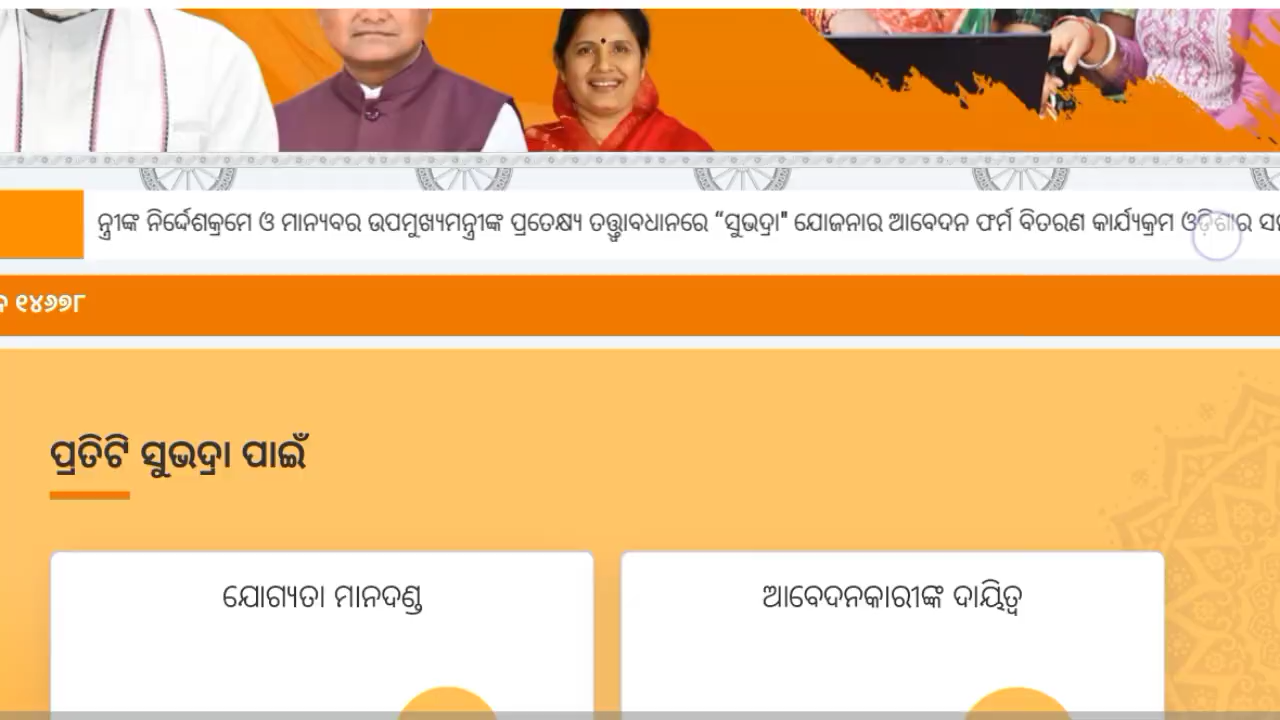 ନ୍ତ୍ରୀଙ୍କ ନିର୍ଦ୍ଦେଶକ୍ରମେ ଓ ମାନ୍ୟବର ଉପମୁଖ୍ୟମନ୍ତ୍ରୀଙ୍କ ପ୍ରତେକ୍ଷ୍ୟ ତତ୍ତ୍ୱାବଧାନରେ “ସୁଭଦ୍ରା" ଯୋଜନାର ଆବେଦନ ଫର୍ମ ବିତରଣ କାର୍ଯ୍ୟକ୍ରମ ଓଡ଼ିଶାର
୧୪୬୭୮
ପ୍ରତିଟି ସୁଭଦ୍ରା ପାଇଁ
ଯୋଗ୍ୟତା ମାନଦଣ୍ଡ
ଆବେଦନକାରୀଙ୍କ ଦାୟିତ୍ୱ